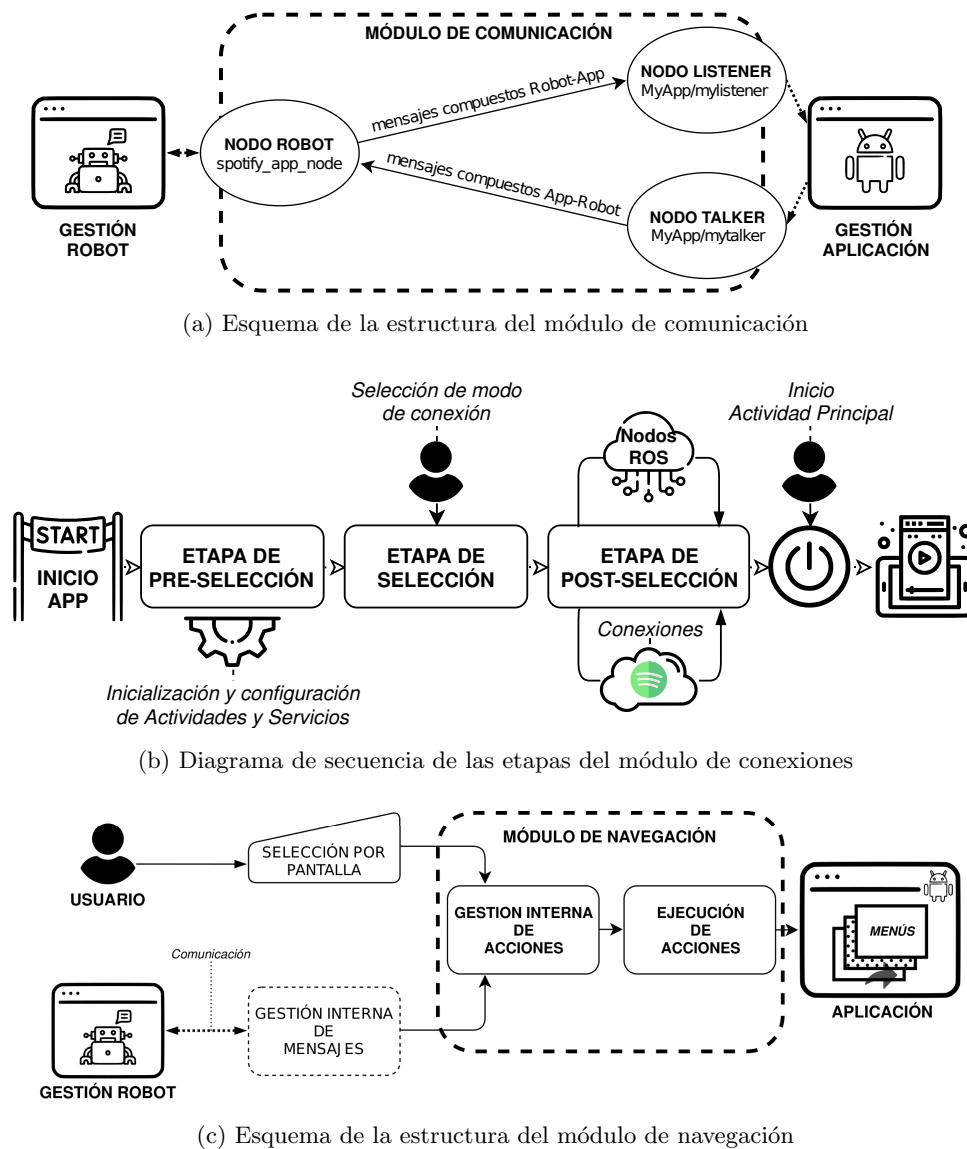 MÓDULO DE COMUNICACIÓN
NODO LISTENER
MyApp/mylistener
mensajes compuestos Robot-App
NODO ROBOT
spotify_app_node
mensajes compuestos App-Robot
NODO TALKER
MyApp/mytalker
GESTIÓN
ROBOT
GESTIÓN
APLICACIÓN
(a) Esquema de la estructura del módulo de comunicación
Selección de modo
de conexión
Inicio
Actividad Principal
Nodos
ROS
START
INICIO
APP
ETAPA DE
PRE-SELECCIÓN
ETAPA DE
SELECCIÓN
ETAPA DE
POST-SELECCIÓN
Conexiones
Inicialización y configuración
de Actividades y Servicios
(b) Diagrama de secuencia de las etapas del módulo de conexiones
MÓDULO DE NAVEGACIÓN
SELECCIÓN POR
PANTALLA
USUARIO
GESTION INTERNA
DE
ACCIONES
EJECUCIÓN
DE
ACCIONES
MENÚS
APLICACIÓN
Comunicación
GESTIÓN INTERNA
DE
MENSAJES
GESTIÓN ROBOT
(c) Esquema de la estructura del módulo de navegación